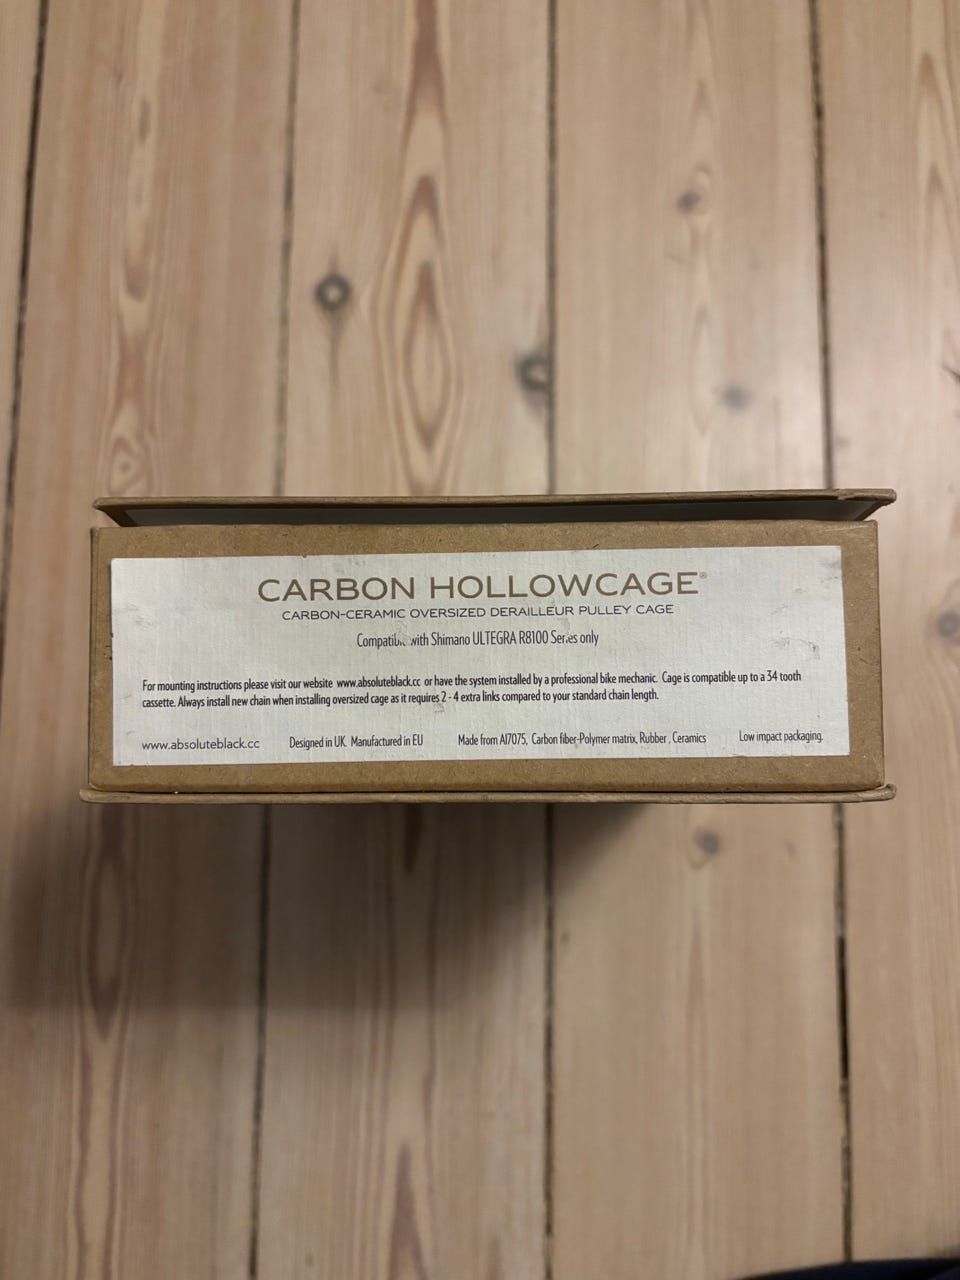 CARBON HOLLOWCAGE®
CARBON-CERAMIC OVERSIZED DERAILLEUR PULLEY CAGE
with Shimano ULTEGRA R8100 Series only
For mounting instructions please visit our website www.absoluteblack.cc or have the system installed by a professional bike mechanic. Cage is compatible up to a 34 tooth
cassette. Always install new chain when installing oversized cage as it requires 2 - 4 extra links compared to your standard chain length.
www.absoluteblack.cc Designed in UK. Manufactured in EU Made from Al7075, Carbon fiber-Polymer matrix, Rubber , Ceramics Low impact packaging.